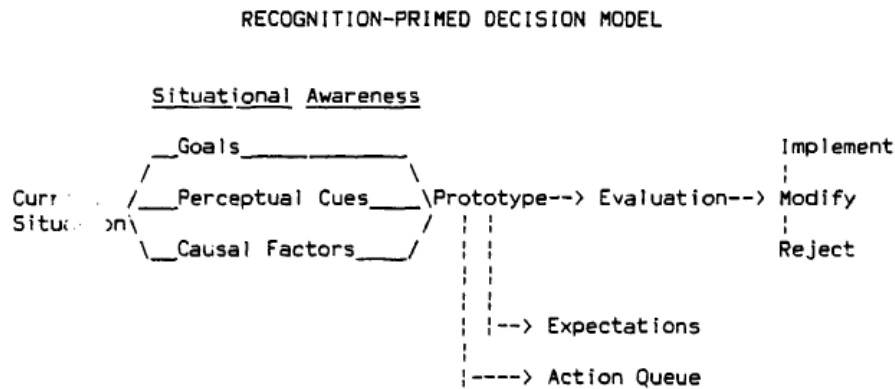 RECOGNITION-PRIMED DECISION MODEL
Situational Awareness
Goals
Implement
Perceptual Cues
Prototype--> Evaluation--> Modify
Causal Factors
Reject
--> Expectations
----> Action Queue